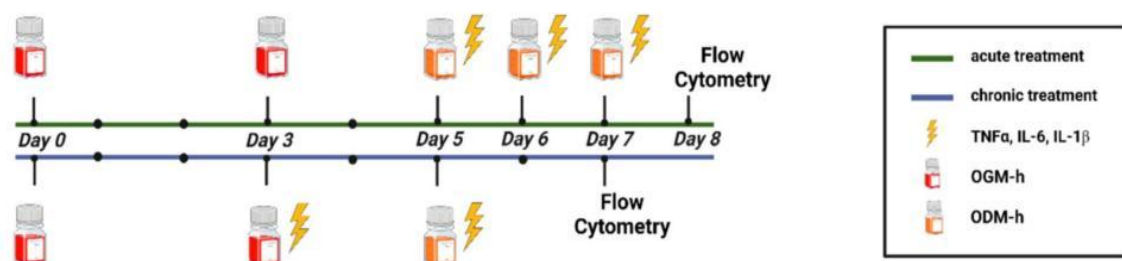 Flow
Cytometry
Day 0
Day 3
Day 5
Day 6
Day 7
Day 8
Flow
Cytometry
acute treatment
chronic treatment
TNFα, IL-6, IL-1β
OGM-h
ODM-h